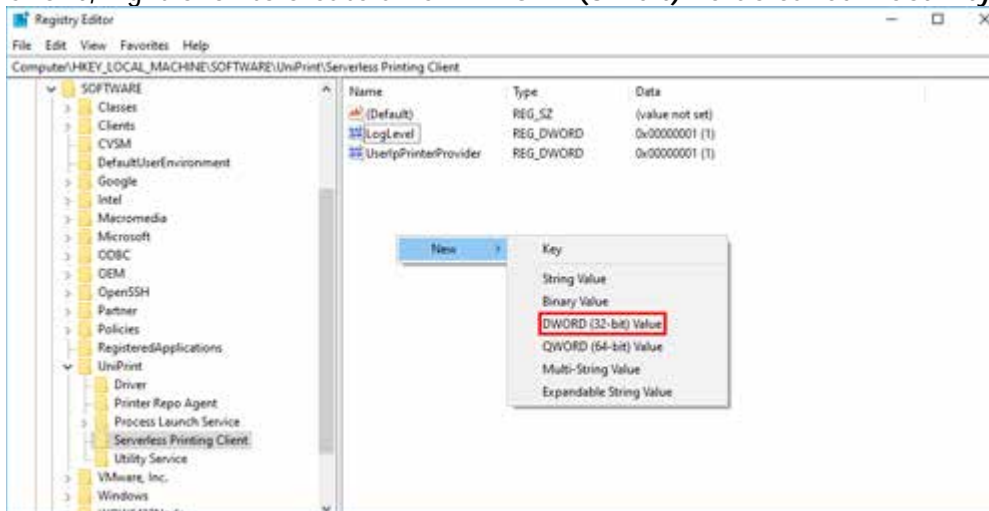 Registry Editor
File Edit View Favorites Help
Computer\HKEY_LOCAL_MACHINE\SOFTWARE\UniPrint\Serverless Printing Client
SOFTWARE
Classes
Clients
CVSM
DefaultUserEnvironment
Google
Intel
Macromedia
Microsoft
ODBC
OEM
OpenSSH
Partner
Policies
RegisteredApplications
UniPrint
Driver
Printer Repo Agent
Process Launch Service
Serverless Printing Client
Utility Service
VMware, Inc.
Windows
Name Type Data
(Default) REG_SZ (value not set)
LogLevel REG_DWORD 0x00000001 (1)
UserIpPrinterProvider REG_DWORD 0x00000001 (1)
New
Key
String Value
Binary Value
DWORD (32-bit) Value
QWORD (64-bit) Value
Multi-String Value
Expandable String Value